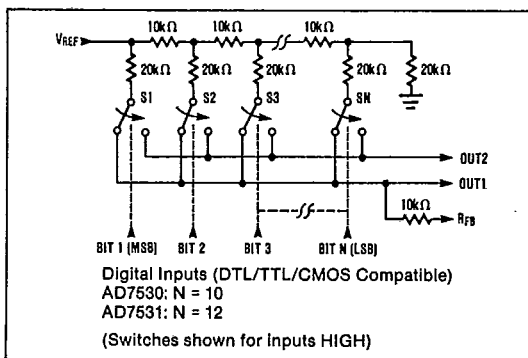 10kΩ 10kΩ 10kΩ
VREF
20kΩ 20kΩ 20kΩ 20kΩ 20kΩ
S1 S2 S3 SN
OUT2
OUT1
10kΩ
RFB
BIT 1 (MSB) BIT 2 BIT 3 BIT N (LSB)
Digital Inputs (DTL/TTL/CMOS Compatible)
AD7530: N = 10
AD7531: N = 12
(Switches shown for inputs HIGH)